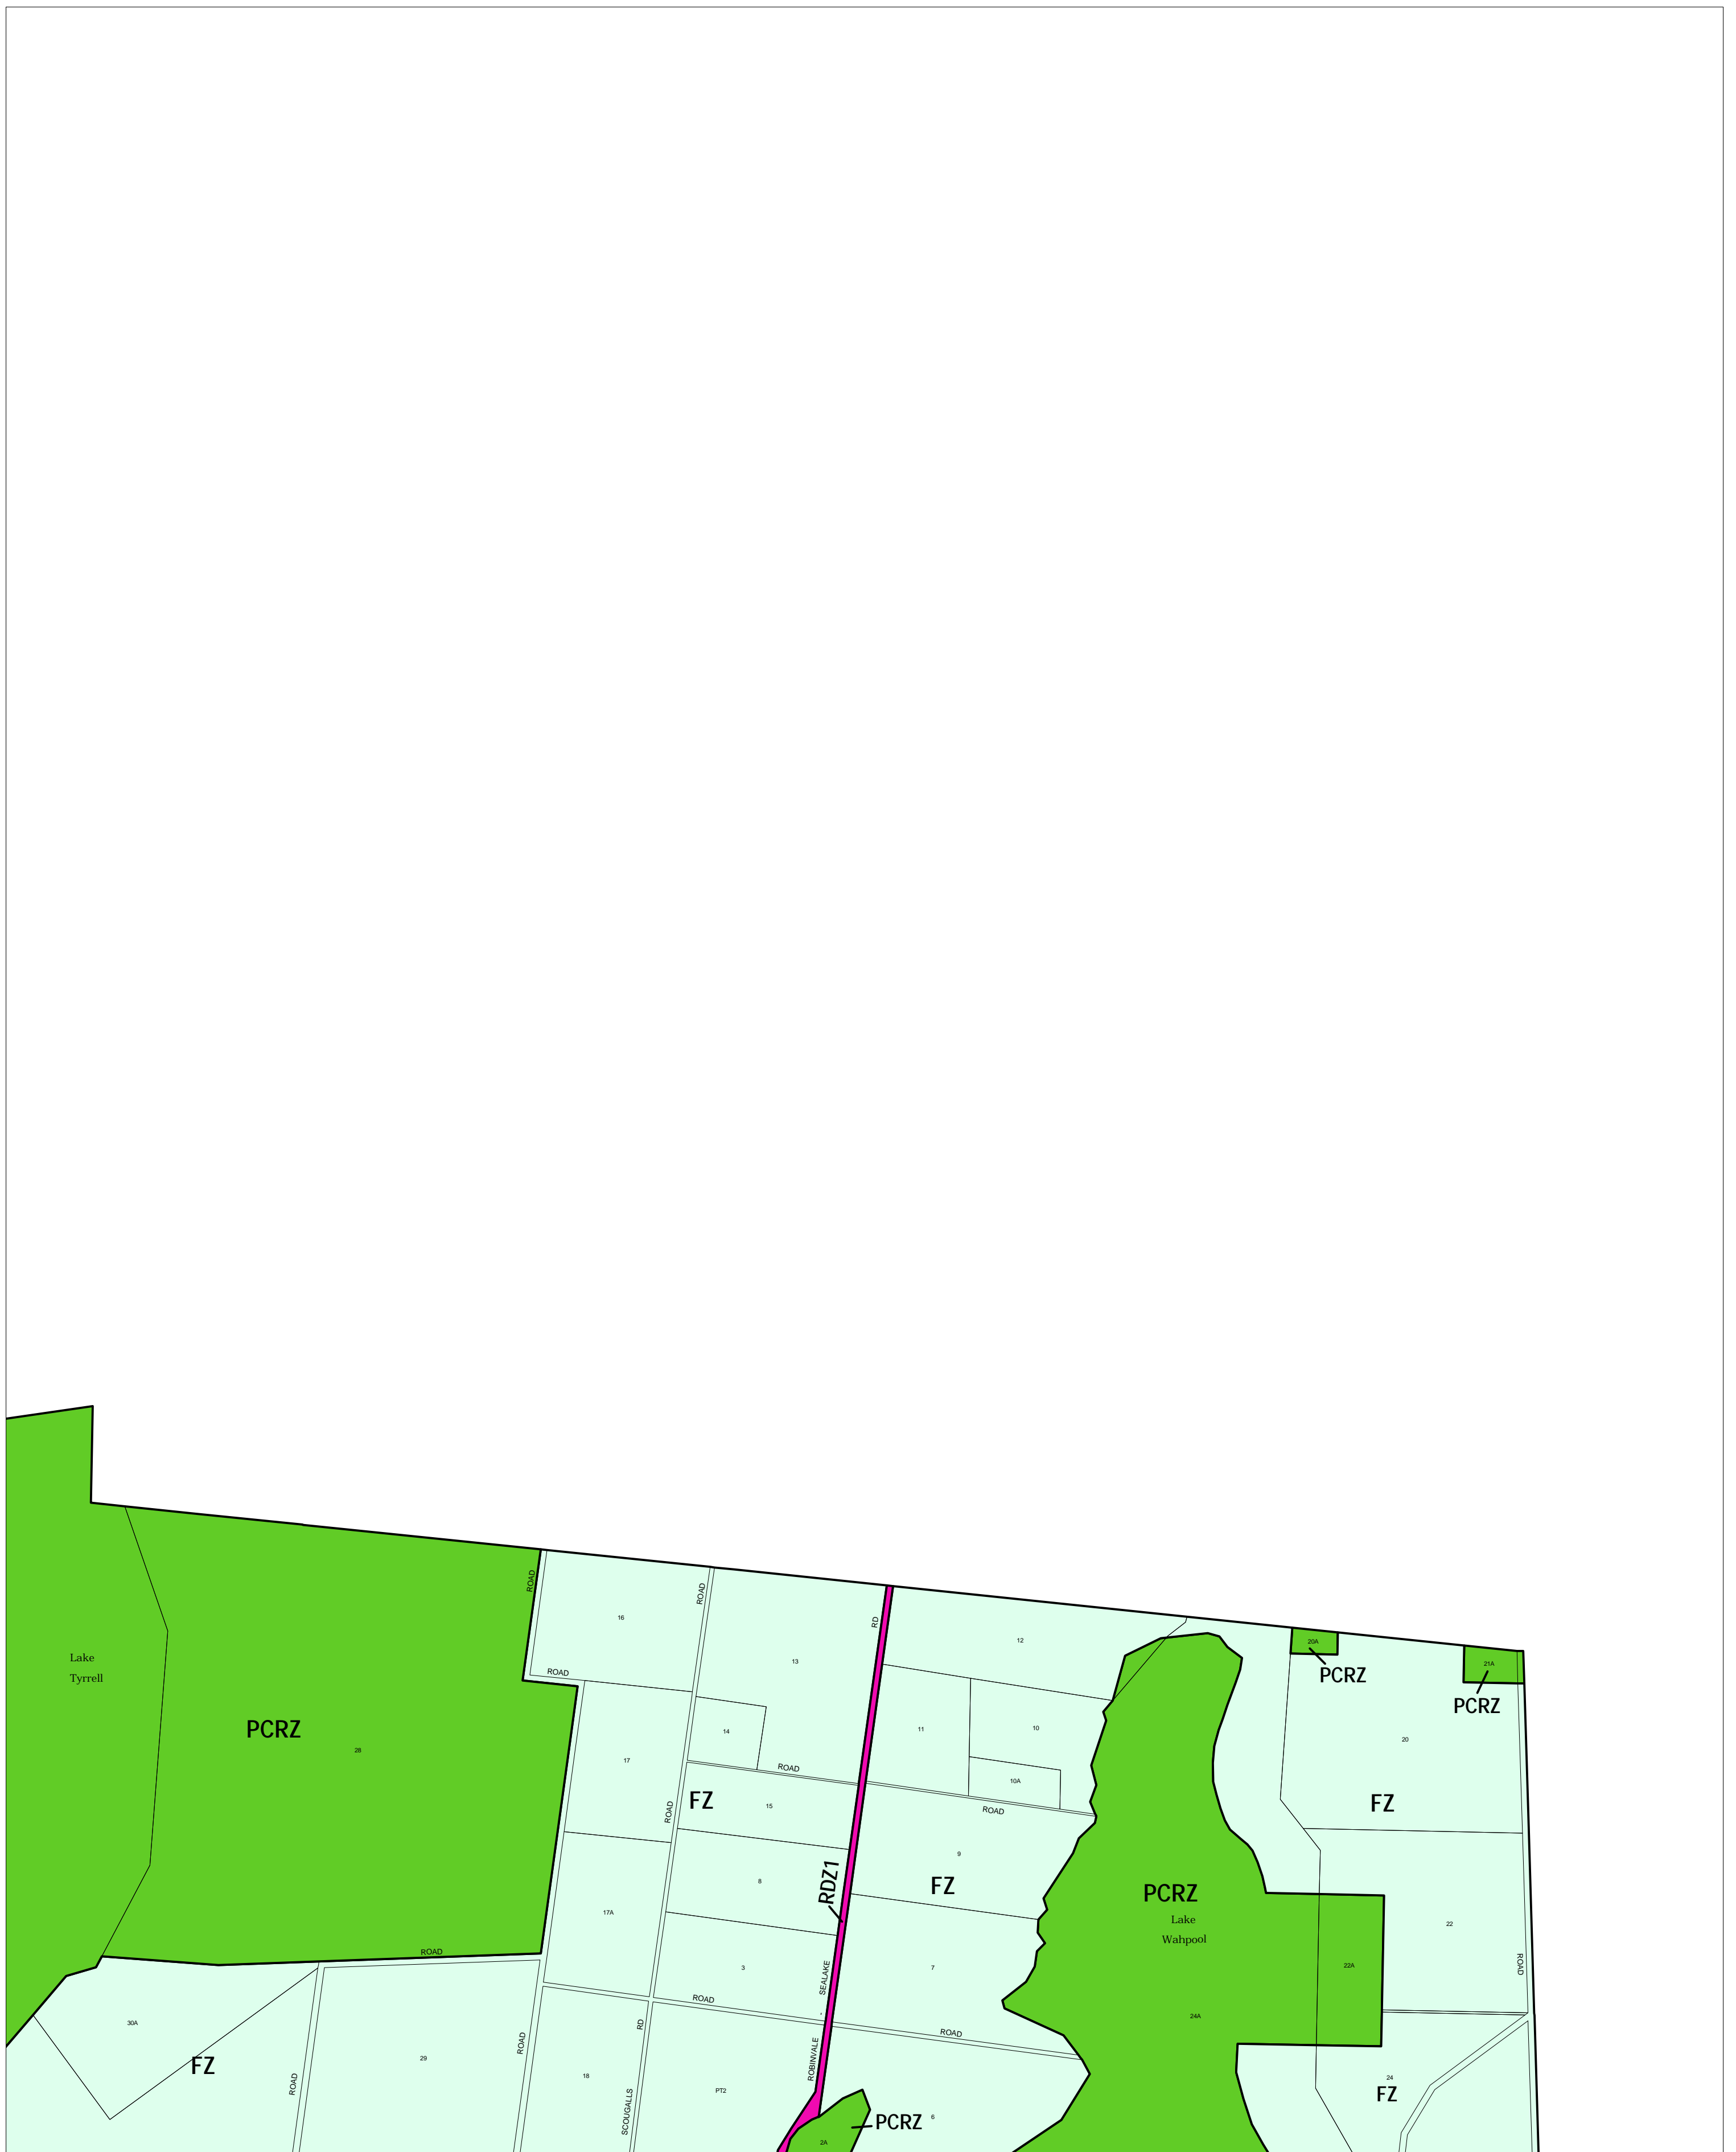 ROAD
16
ROAD
RD
12
20A
PCRZ
21A
PCRZ
Lake
Tyrrell
PCRZ
28
ROAD
13
14
11
10
20
17
ROAD
10A
FZ
ROAD
FZ
15
ROAD
9
8
RDZ1
FZ
PCRZ
Lake
Wahpool
17A
22
ROAD
ROAD
3
SEALAKE
7
22A
ROAD
-
24A
30A
RD
ROAD
FZ
29
ROAD
18
ROBINVALE
24
FZ
ROAD
PT2
SCOUGALLS
6
PCRZ
2A